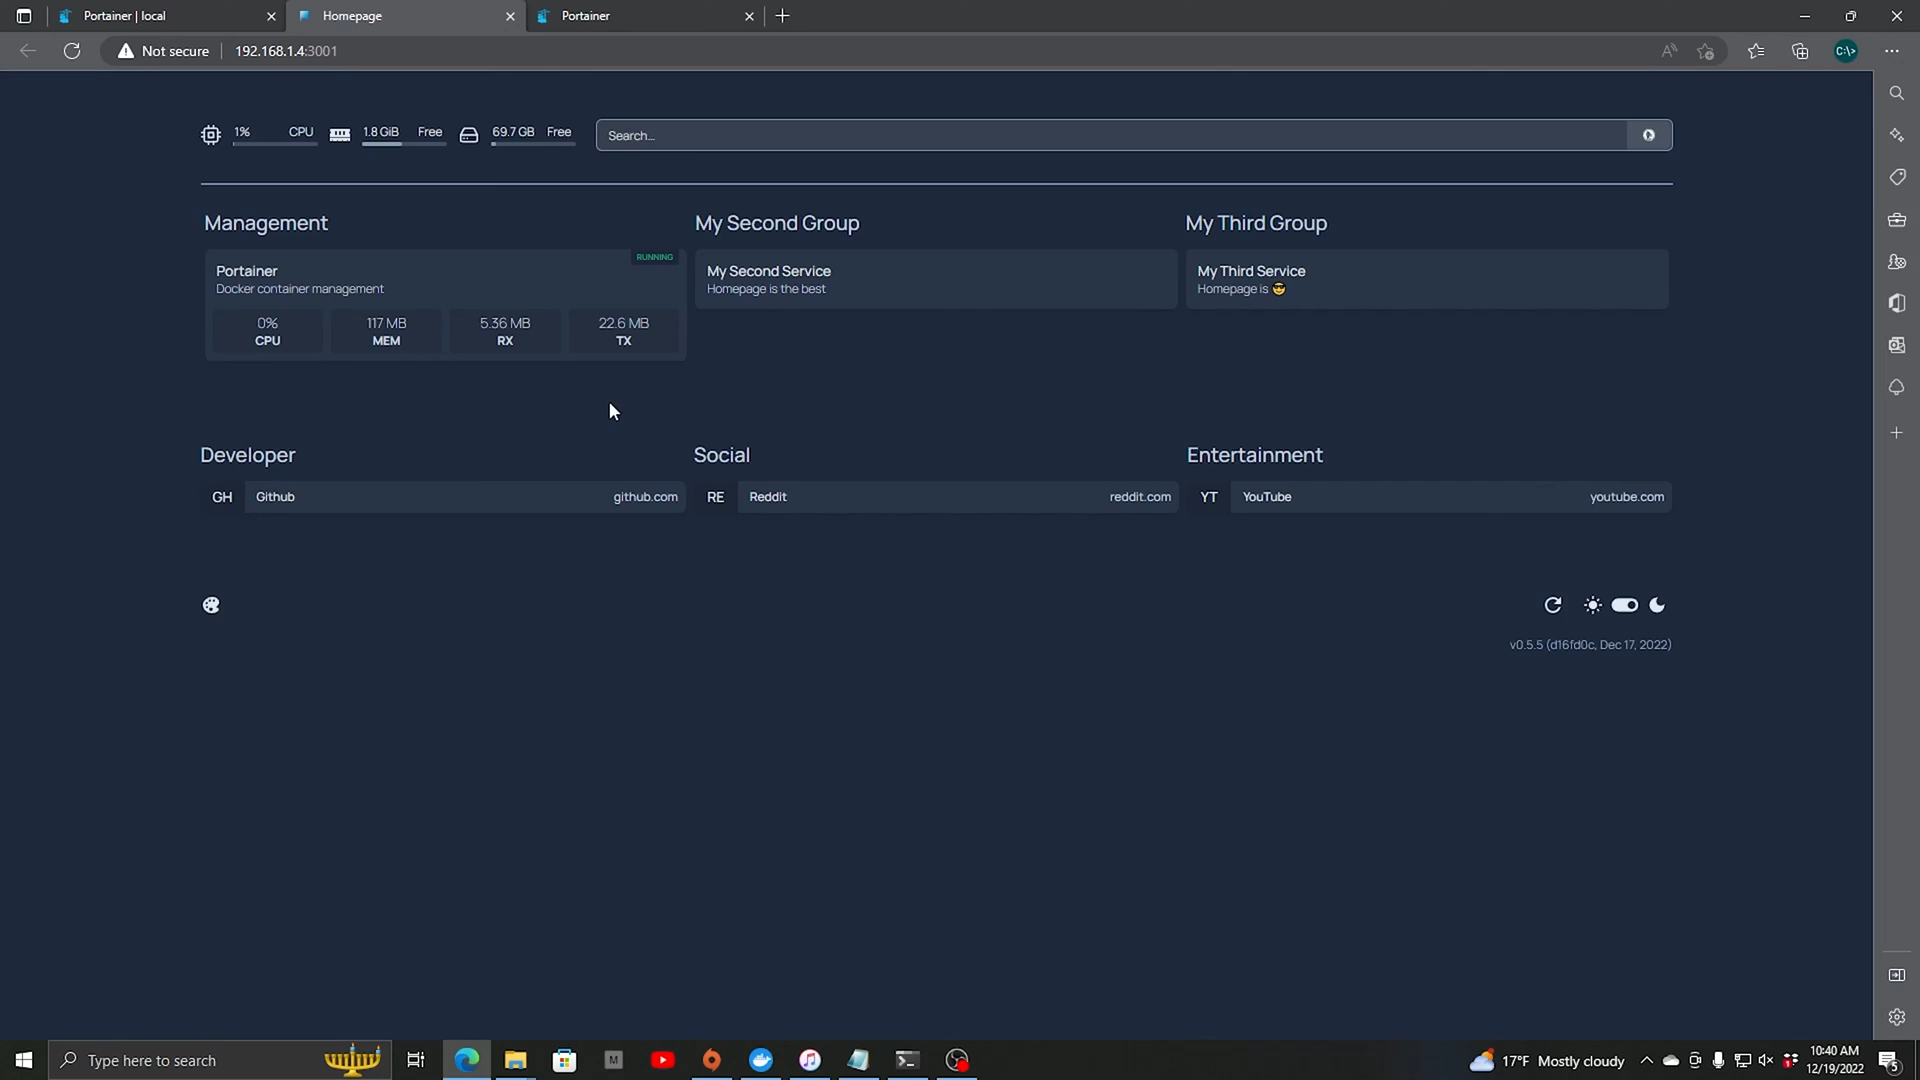 Portainer | local
Homepage
Portainer
Not secure
192.168.1.4:3001
1% CPU
1.8 GiB Free
69.7 GB Free
Search...
Management
My Second Group
My Third Group
RUNNING
Portainer
Docker container management
0%
CPU
117 MB
MEM
5.36 MB
RX
22.6 MB
TX
My Second Service
Homepage is the best
My Third Service
Homepage is 😎
Developer
Social
Entertainment
GH Github github.com
RE Reddit reddit.com
YT YouTube youtube.com
v0.5.5 (d16fd0c, Dec 17, 2022)
C:\>
Type here to search
M
17°F Mostly cloudy
10:40 AM
12/19/2022
5